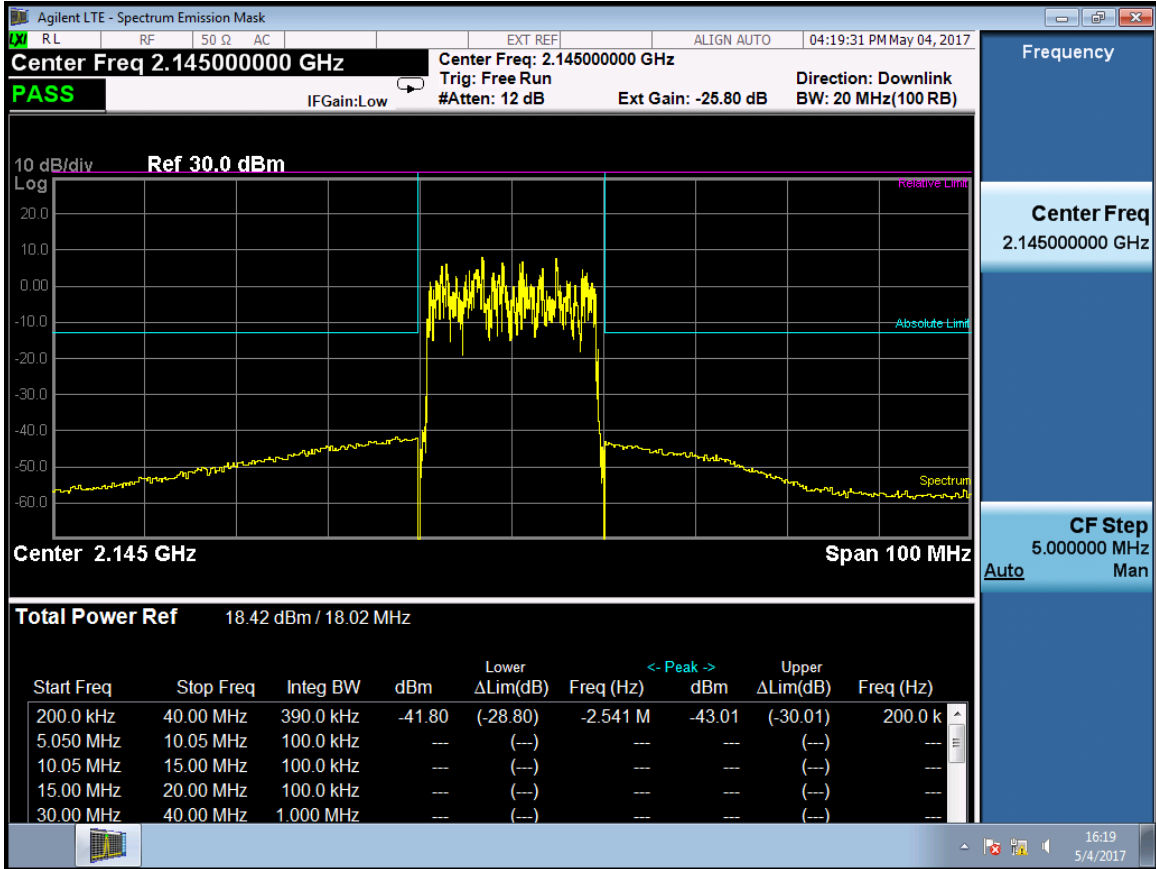 Agilent LTE - Spectrum Emission Mask
LXI RL RF 50 Ω AC EXT REF ALIGN AUTO 04:19:31 PM May 04, 2017
Center Freq 2.145000000 GHz
PASS
IFGain:Low
Center Freq: 2.145000000 GHz
Trig: Free Run
#Atten: 12 dB
Ext Gain: -25.80 dB
Direction: Downlink
BW: 20 MHz(100 RB)
Frequency
10 dB/div Ref 30.0 dBm
Log
Relative Limit
20.0
10.0
0.00
-10.0
Absolute Limit
-20.0
-30.0
-40.0
-50.0
Spectrum
-60.0
Center 2.145 GHz Span 100 MHz
Center Freq
2.145000000 GHz
CF Step
5.000000 MHz
Auto Man
Total Power Ref 18.42 dBm / 18.02 MHz
Lower <- Peak -> Upper
Start Freq Stop Freq Integ BW dBm ΔLim(dB) Freq (Hz) dBm ΔLim(dB) Freq (Hz)
200.0 kHz 40.00 MHz 390.0 kHz -41.80 (-28.80) -2.541 M -43.01 (-30.01) 200.0 k
5.050 MHz 10.05 MHz 100.0 kHz --- (---) --- --- (---) ---
10.05 MHz 15.00 MHz 100.0 kHz --- (---) --- --- (---) ---
15.00 MHz 20.00 MHz 100.0 kHz --- (---) --- --- (---) ---
30.00 MHz 40.00 MHz 1.000 MHz --- (---) --- --- (---) ---
16:19
5/4/2017